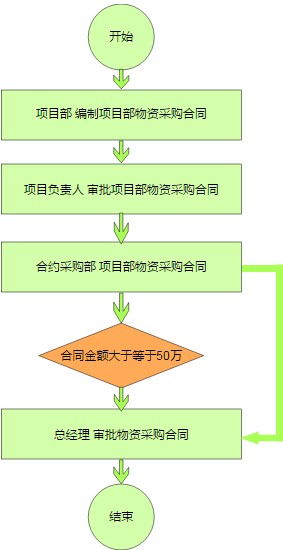 开始
项目部 编制项目部物资采购合同
项目负责人 审批项目部物资采购合同
合约采购部 项目部物资采购合同
合同金额大于等于50万
总经理 审批物资采购合同
结束